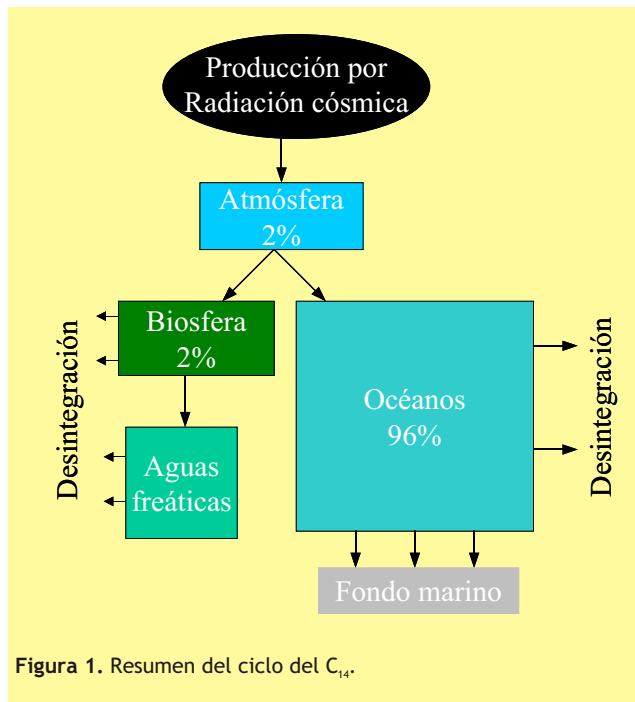 Producción por
Radiación cósmica
Atmósfera
2%
Biosfera
2%
Desintegración
Océanos
96%
Desintegración
Aguas
freáticas
Fondo marino
Figura 1. Resumen del ciclo del C₁₄.